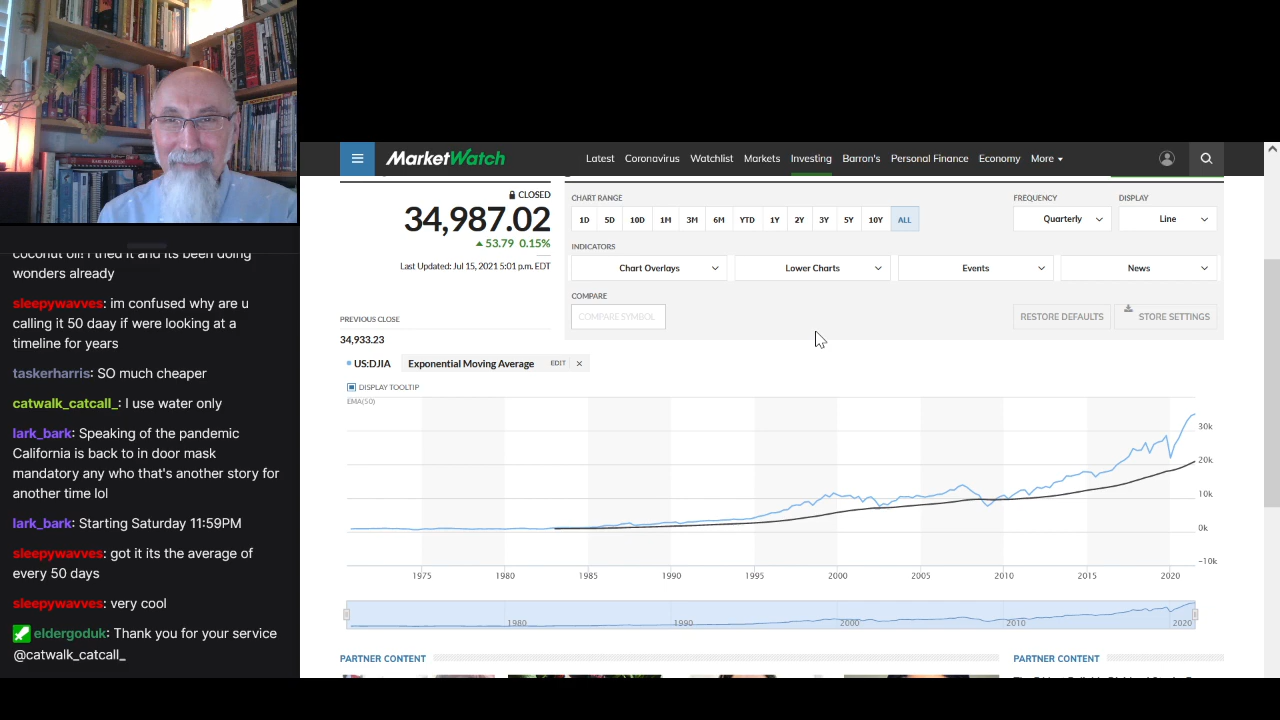 MarketWatch
Latest Coronavirus Watchlist Markets Investing Barron's Personal Finance Economy More
CLOSED
34,987.02
53.79 0.15%
Last Updated: Jul 15, 2021 5:01 p.m. EDT
PREVIOUS CLOSE
34,933.23
CHART RANGE
1D 5D 10D 1M 3M 6M YTD 1Y 2Y 3Y 5Y 10Y ALL
FREQUENCY
Quarterly
DISPLAY
Line
INDICATORS
Chart Overlays
Lower Charts
Events
News
COMPARE
COMPARE SYMBOL
RESTORE DEFAULTS
STORE SETTINGS
US:DJIA
Exponential Moving Average EDIT ×
DISPLAY TOOLTIP
EMA(50)
30k
20k
10k
0k
-10k
1975 1980 1985 1990 1995 2000 2005 2010 2015 2020
1980 1990 2000 2010 2020
PARTNER CONTENT
PARTNER CONTENT
coconut oil! I tried it and its been doing
wonders already
sleepywavves: im confused why are u
calling it 50 daay if were looking at a
timeline for years
taskerharris: SO much cheaper
catwalk_catcall_: I use water only
lark_bark: Speaking of the pandemic
California is back to in door mask
mandatory any who that's another story for
another time lol
lark_bark: Starting Saturday 11:59PM
sleepywavves: got it its the average of
every 50 days
sleepywavves: very cool
eldergoduk: Thank you for your service
@catwalk_catcall_